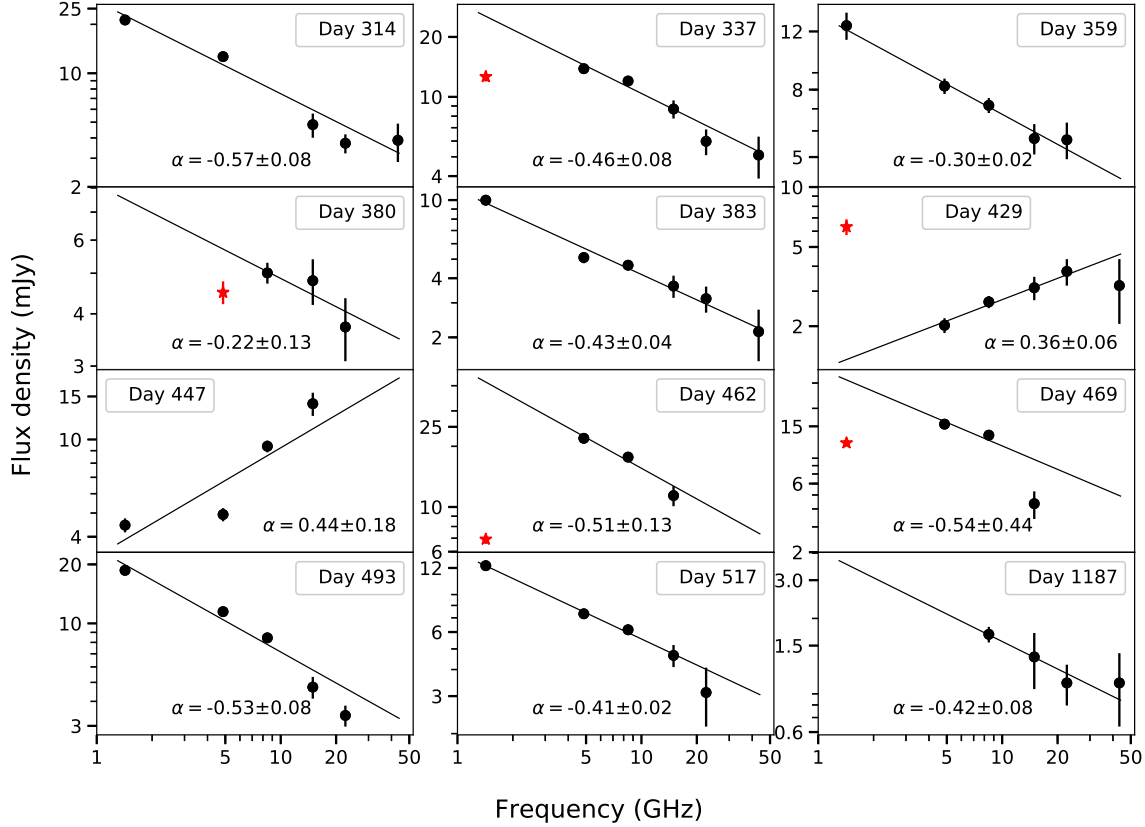 25
10
2
Day 314
α = -0.57±0.08
20
10
4
Day 337
α = -0.46±0.08
12
8
5
Day 359
α = -0.30±0.02
6
4
3
Day 380
α = -0.22±0.13
10
4
2
Day 383
α = -0.43±0.04
10
5
2
Day 429
α = 0.36±0.06
15
10
4
Day 447
α = 0.44±0.18
25
10
6
Day 462
α = -0.51±0.13
15
6
2
Day 469
α = -0.54±0.44
20
10
3
Day 493
α = -0.53±0.08
12
6
3
Day 517
α = -0.41±0.02
3.0
1.5
0.6
Day 1187
α = -0.42±0.08
1 5 10 50
1 5 10 50
1 5 10 50
Flux density (mJy)
Frequency (GHz)